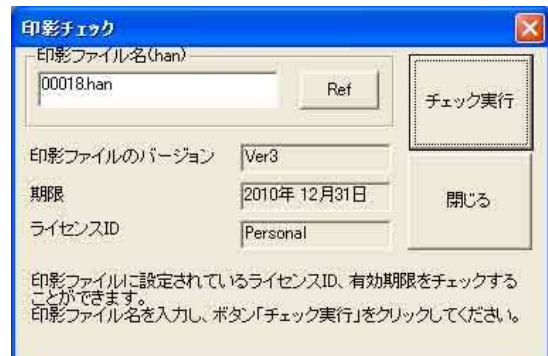 印影チェック
印影ファイル名(han)
00018.han
Ref
チェック実行
印影ファイルのバージョン
Ver3
期限
2010年 12月31日
閉じる
ライセンスID
Personal
印影ファイルに設定されているライセンスID、有効期限をチェックする
ことができます。
印影ファイル名を入力し、ボタン「チェック実行」をクリックしてください。